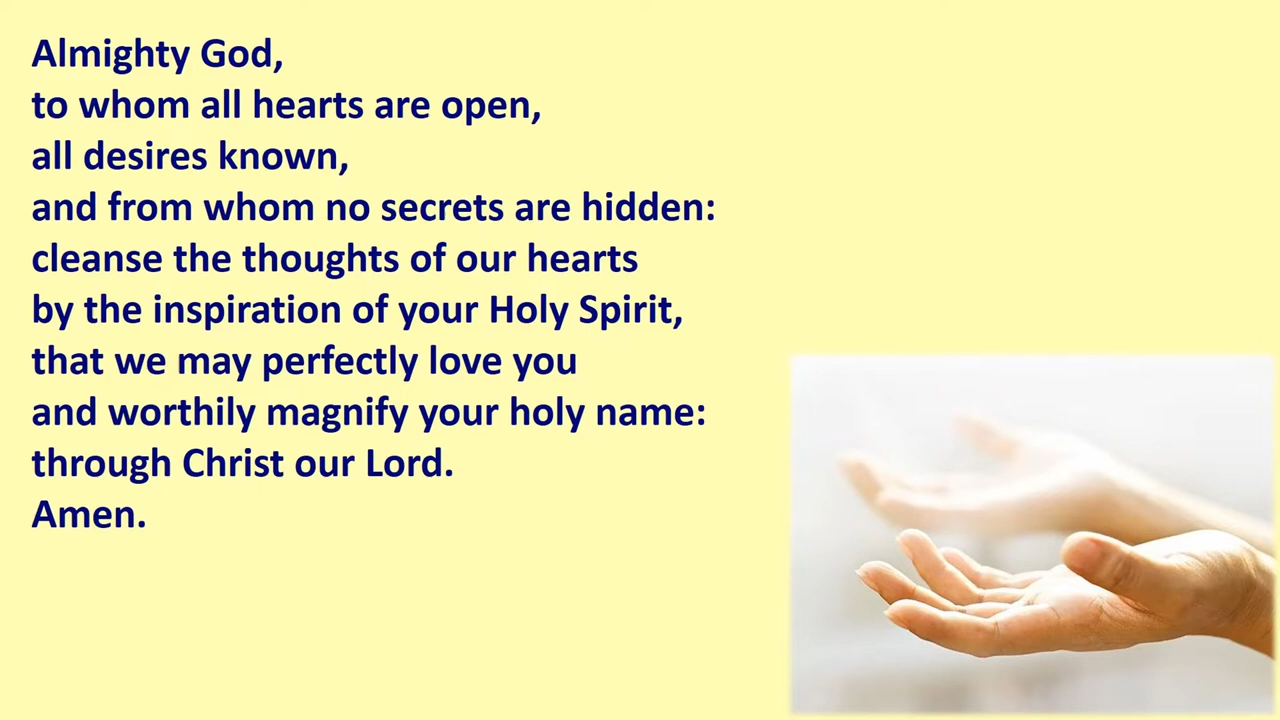 Almighty God,
to whom all hearts are open,
all desires known,
and from whom no secrets are hidden:
cleanse the thoughts of our hearts
by the inspiration of your Holy Spirit,
that we may perfectly love you
and worthily magnify your holy name:
through Christ our Lord.
Amen.